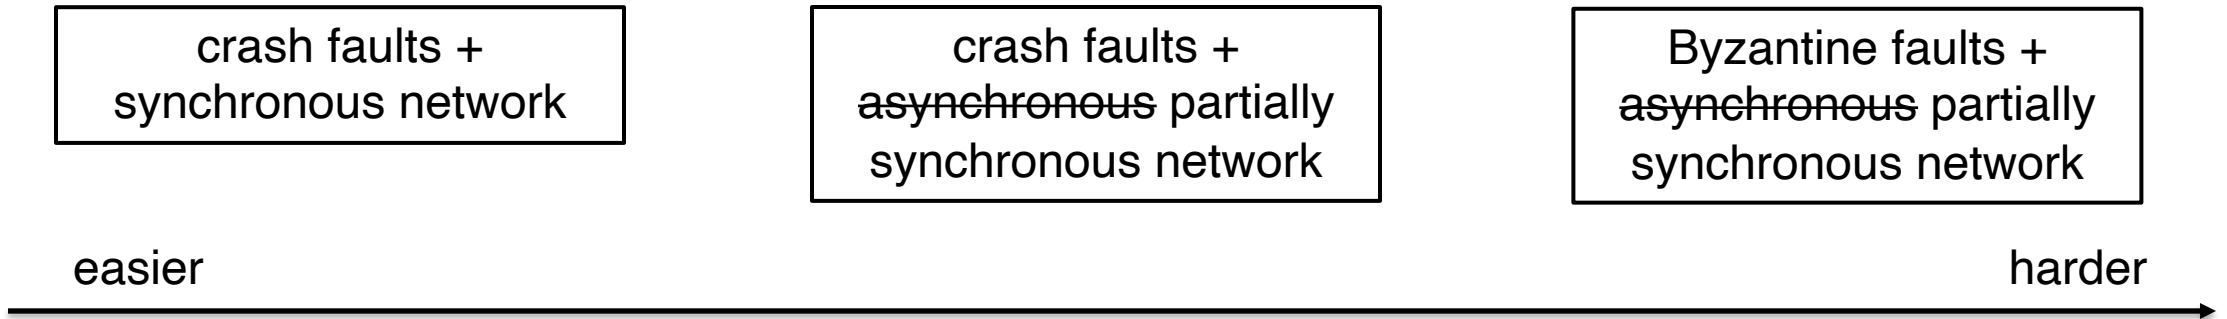 crash faults +
synchronous network
crash faults +
asynchronous partially
synchronous network
Byzantine faults +
asynchronous partially
synchronous network
easier
harder